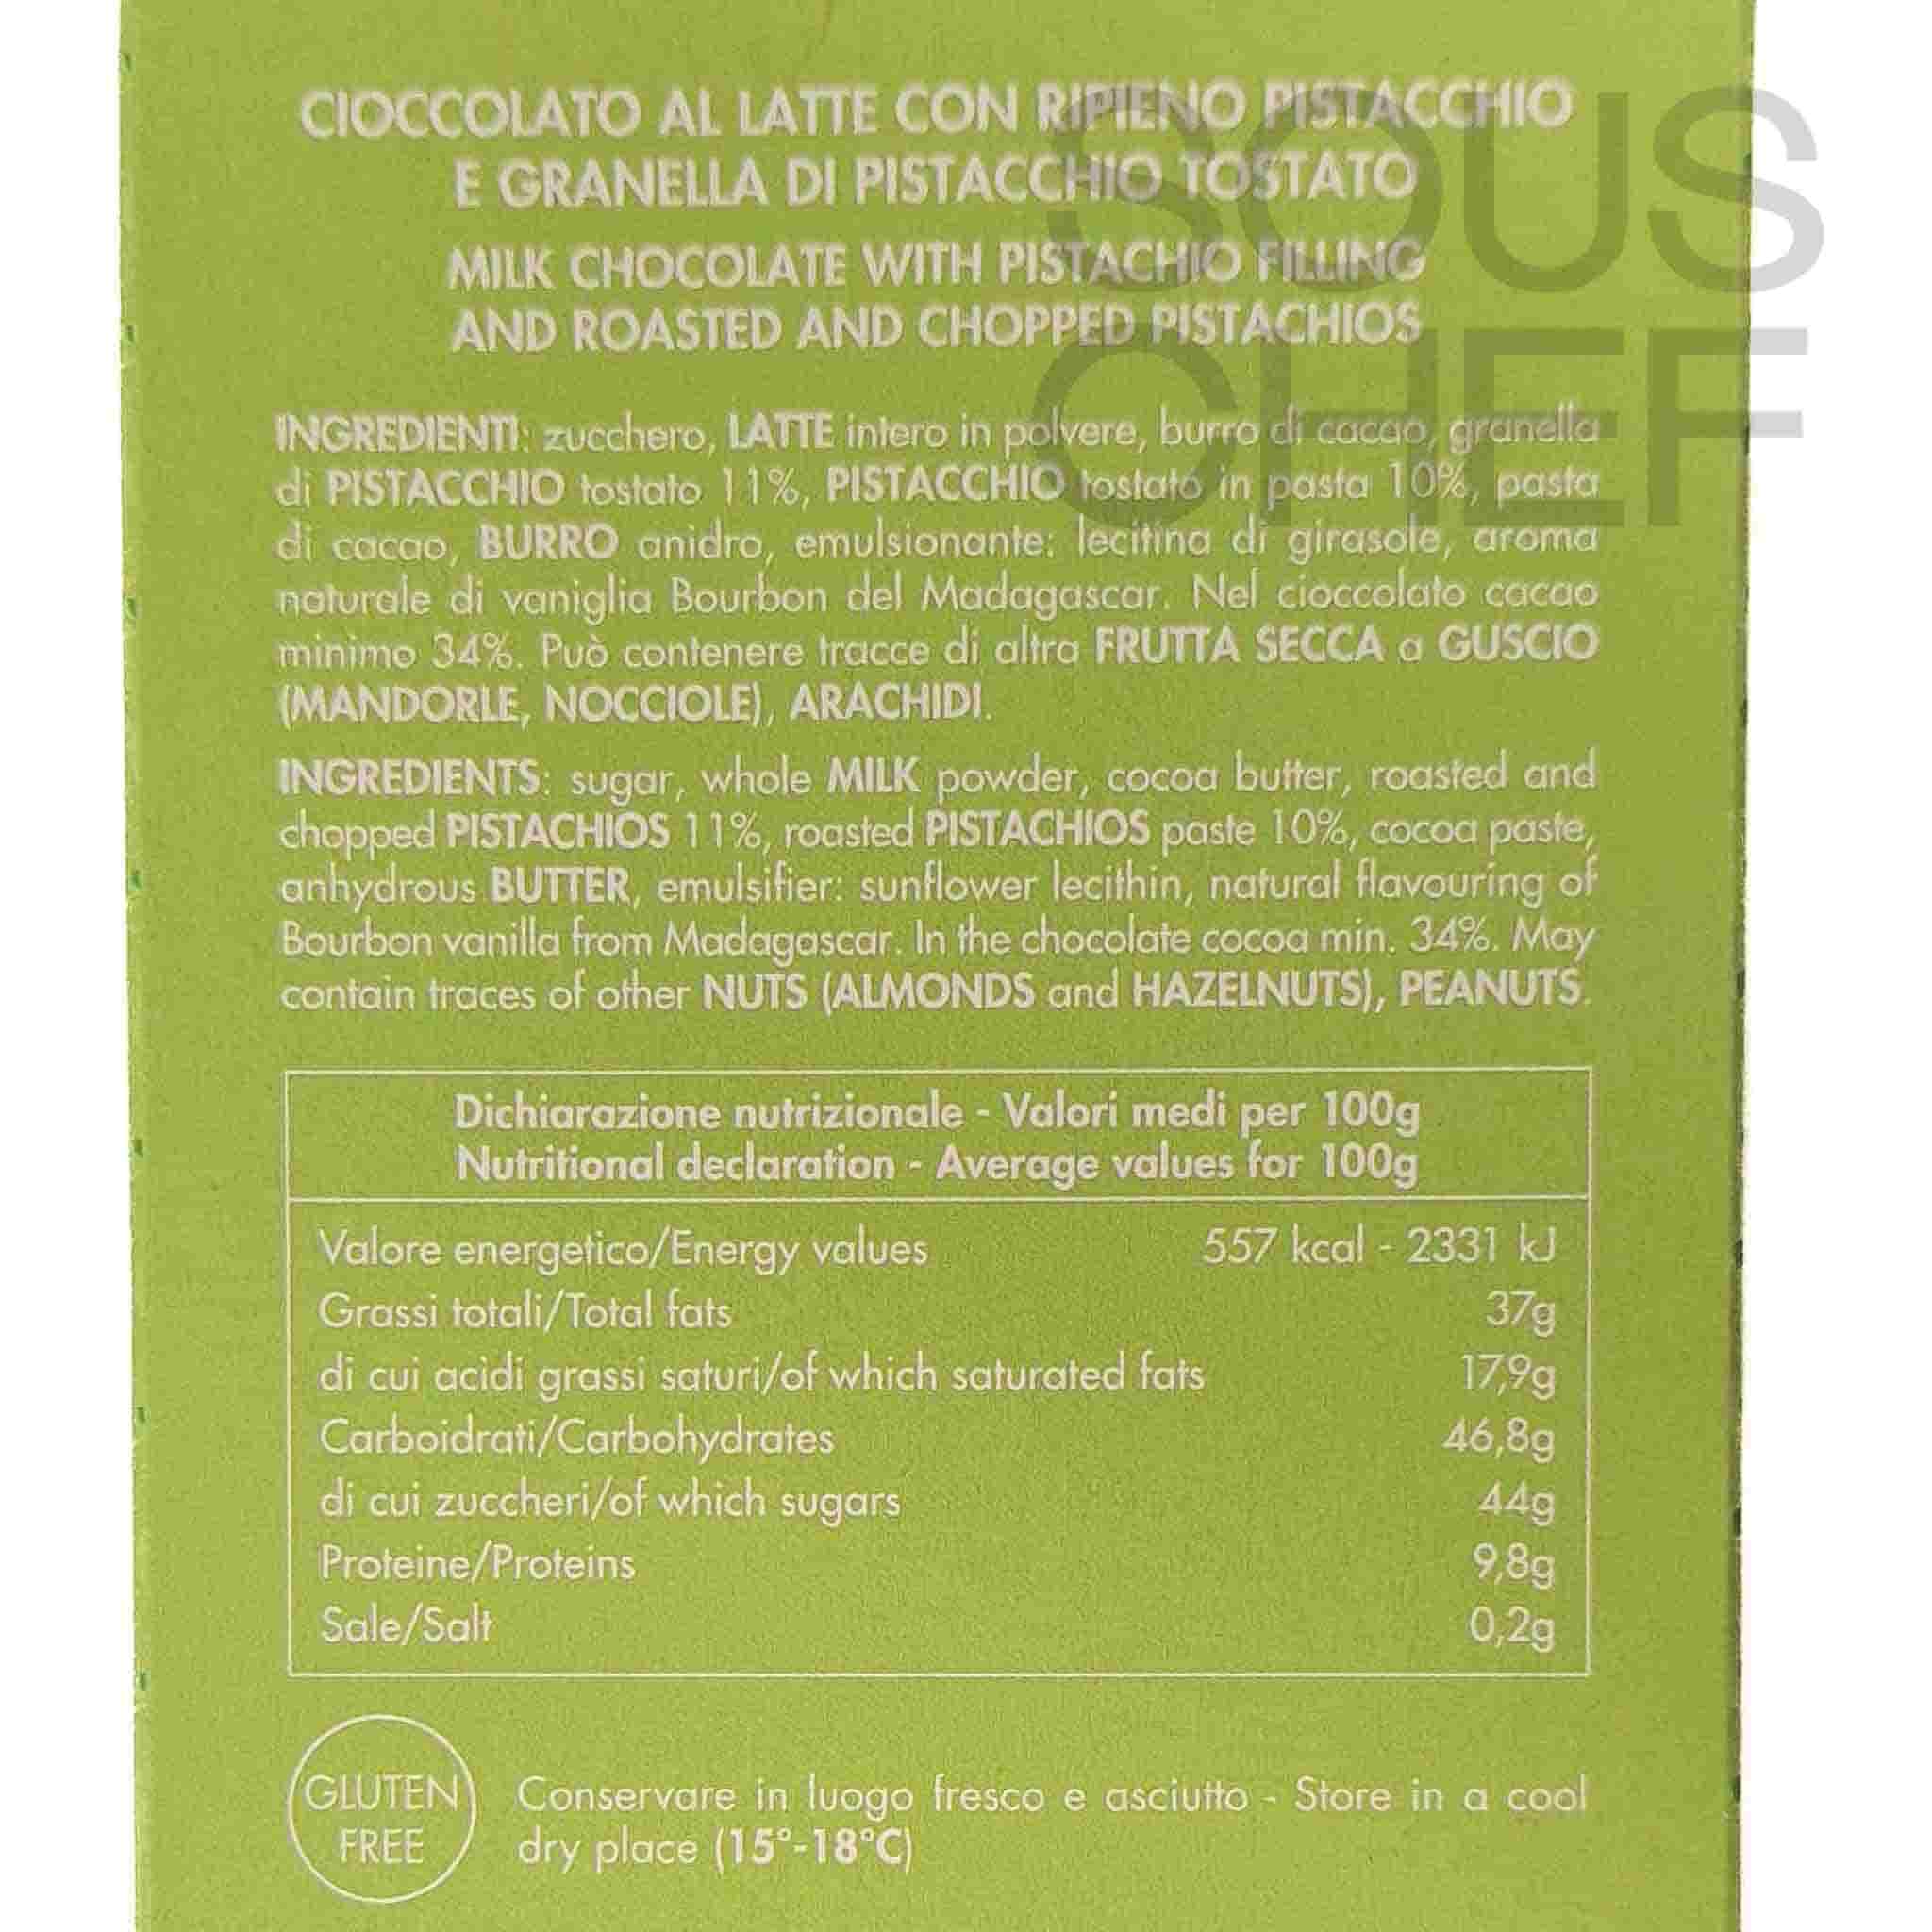 CIOCCOLATO AL LATTE CON RIPIENO PISTACCHIO
E GRANELLA DI PISTACCHIO TOSTATO
MILK CHOCOLATE WITH PISTACHIO FILLING
AND ROASTED AND CHOPPED PISTACHIOS
SOUS
CHEF
INGREDIENTI: zucchero, LATTE intero in polvere, burro di cacao, granella
di PISTACCHIO tostato 11%, PISTACCHIO tostato in pasta 10%, pasta
di cacao, BURRO anidro, emulsionante: lecitina di girasole, aroma
naturale di vaniglia Bourbon del Madagascar. Nel cioccolato cacao
minimo 34%. Può contenere tracce di altra FRUTTA SECCA a GUSCIO
(MANDORLE, NOCCIOLE), ARACHIDI.
INGREDIENTS: sugar, whole MILK powder, cocoa butter, roasted and
chopped PISTACHIOS 11%, roasted PISTACHIOS paste 10%, cocoa paste,
anhydrous BUTTER, emulsifier: sunflower lecithin, natural flavouring of
Bourbon vanilla from Madagascar. In the chocolate cocoa min. 34%. May
contain traces of other NUTS (ALMONDS and HAZELNUTS), PEANUTS.
Dichiarazione nutrizionale - Valori medi per 100g
Nutritional declaration - Average values for 100g
Valore energetico/Energy values 557 kcal - 2331 kJ
Grassi totali/Total fats 37g
di cui acidi grassi saturi/of which saturated fats 17,9g
Carboidrati/Carbohydrates 46,8g
di cui zuccheri/of which sugars 44g
Proteine/Proteins 9,8g
Sale/Salt 0,2g
GLUTEN
FREE
Conservare in luogo fresco e asciutto - Store in a cool
dry place (15°-18°C)